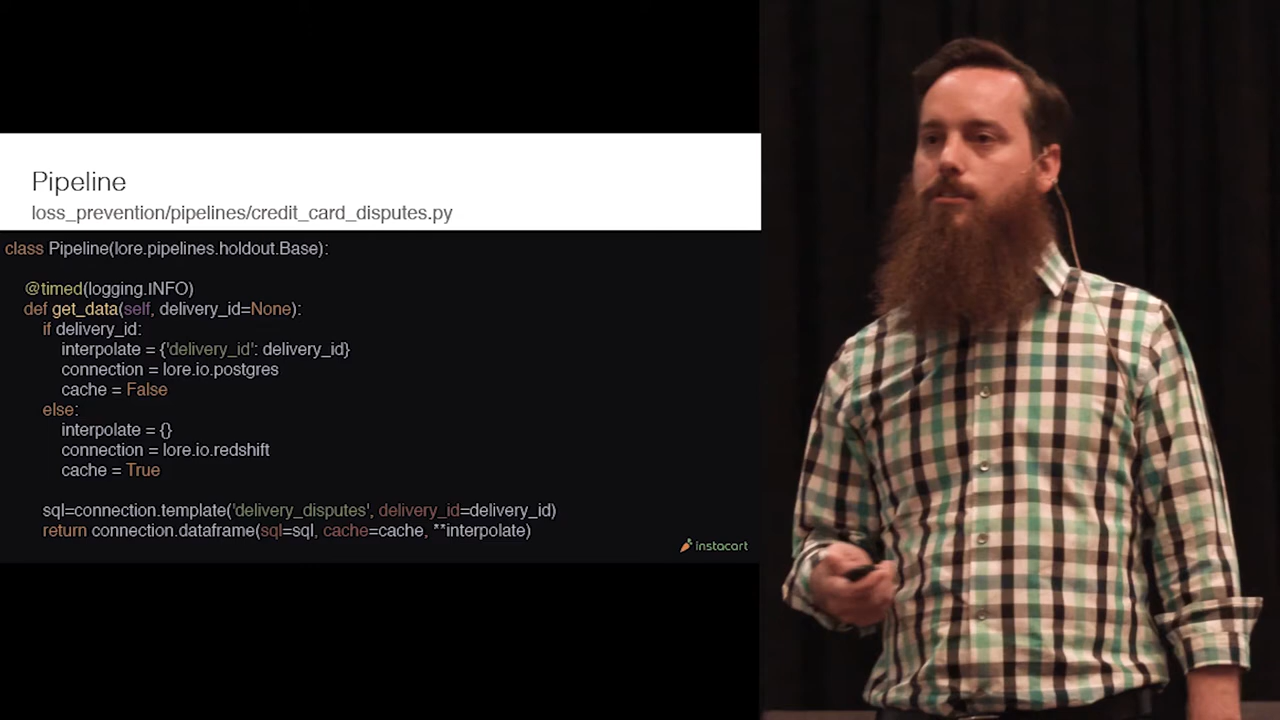 Pipeline
loss_prevention/pipelines/credit_card_disputes.py
class Pipeline(lore.pipelines.holdout.Base):
@timed(logging.INFO)
def get_data(self, delivery_id=None):
if delivery_id:
interpolate = {'delivery_id': delivery_id}
connection = lore.io.postgres
cache = False
else:
interpolate = {}
connection = lore.io.redshift
cache = True
sql=connection.template('delivery_disputes', delivery_id=delivery_id)
return connection.dataframe(sql=sql, cache=cache, **interpolate)
instacart